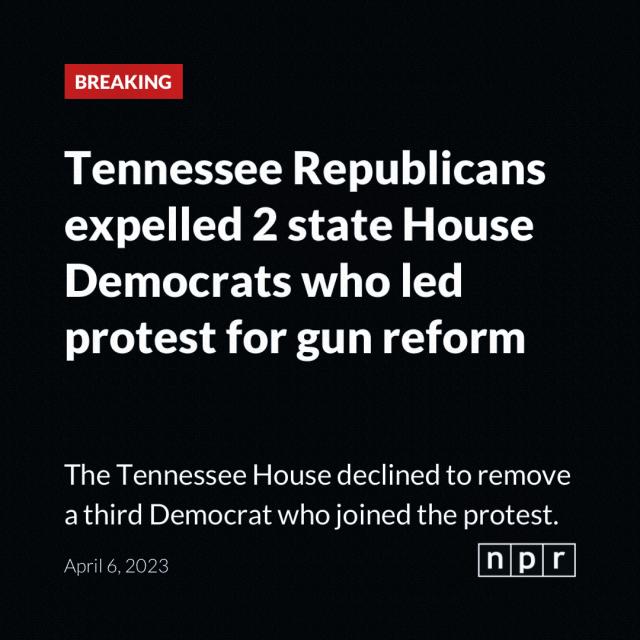 BREAKING
Tennessee Republicans
expelled 2 state House
Democrats who led
protest for gun reform
The Tennessee House declined to remove
a third Democrat who joined the protest.
April 6, 2023
npr